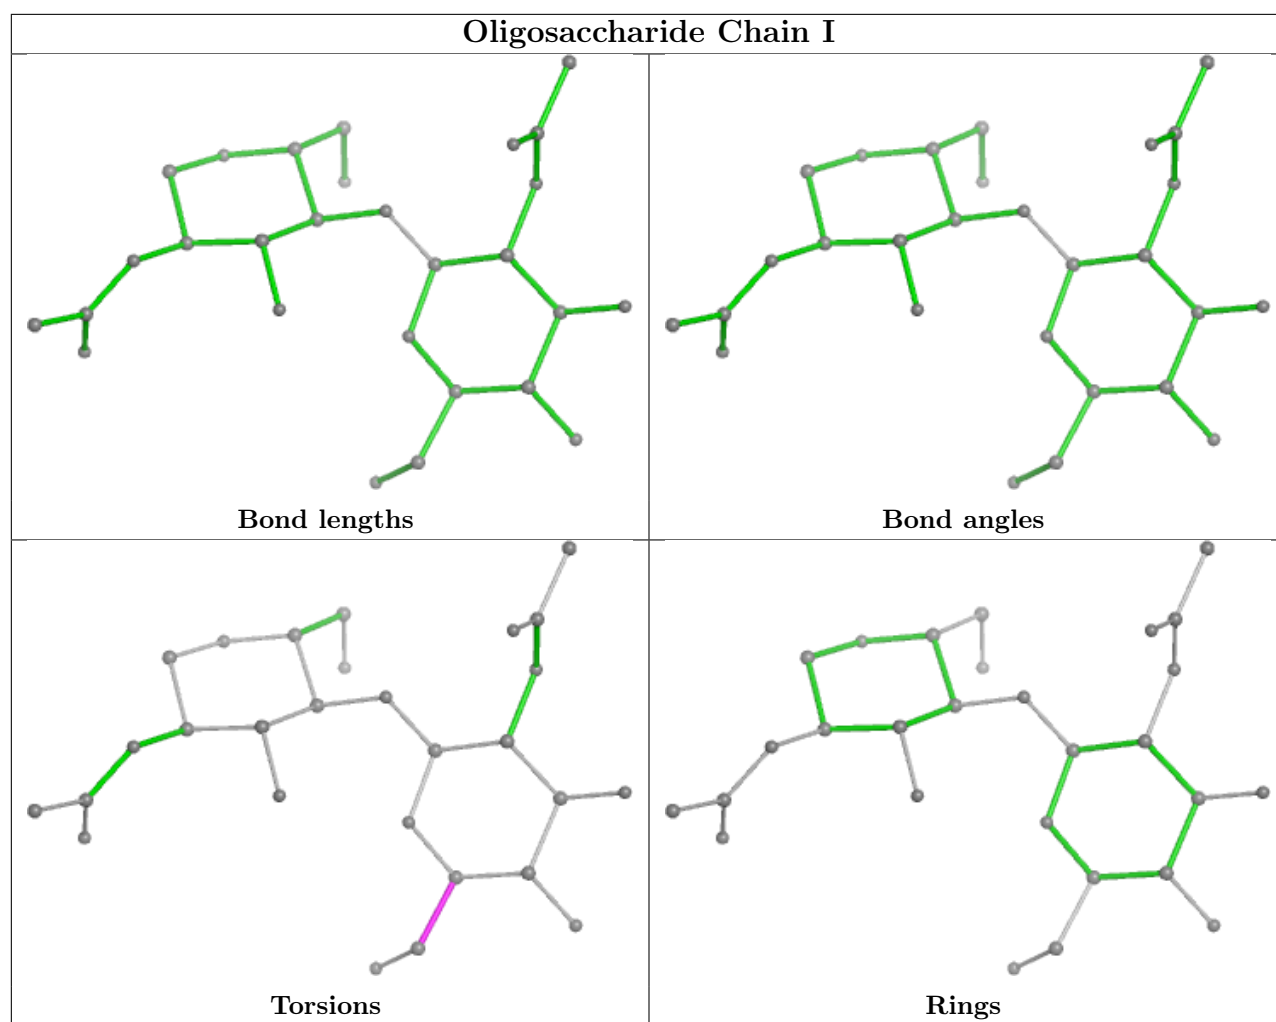 Oligosaccharide Chain I
Bond lengths
Bond angles
Torsions
Rings